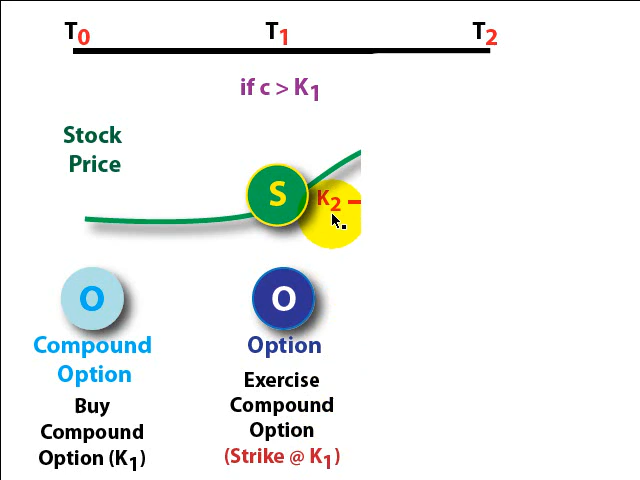 T0 T1 T2
if c > K1
Stock
Price
S
K2
O O
Compound
Option
Option
Buy
Compound
Option (K1)
Exercise
Compound
Option
(Strike @ K1)